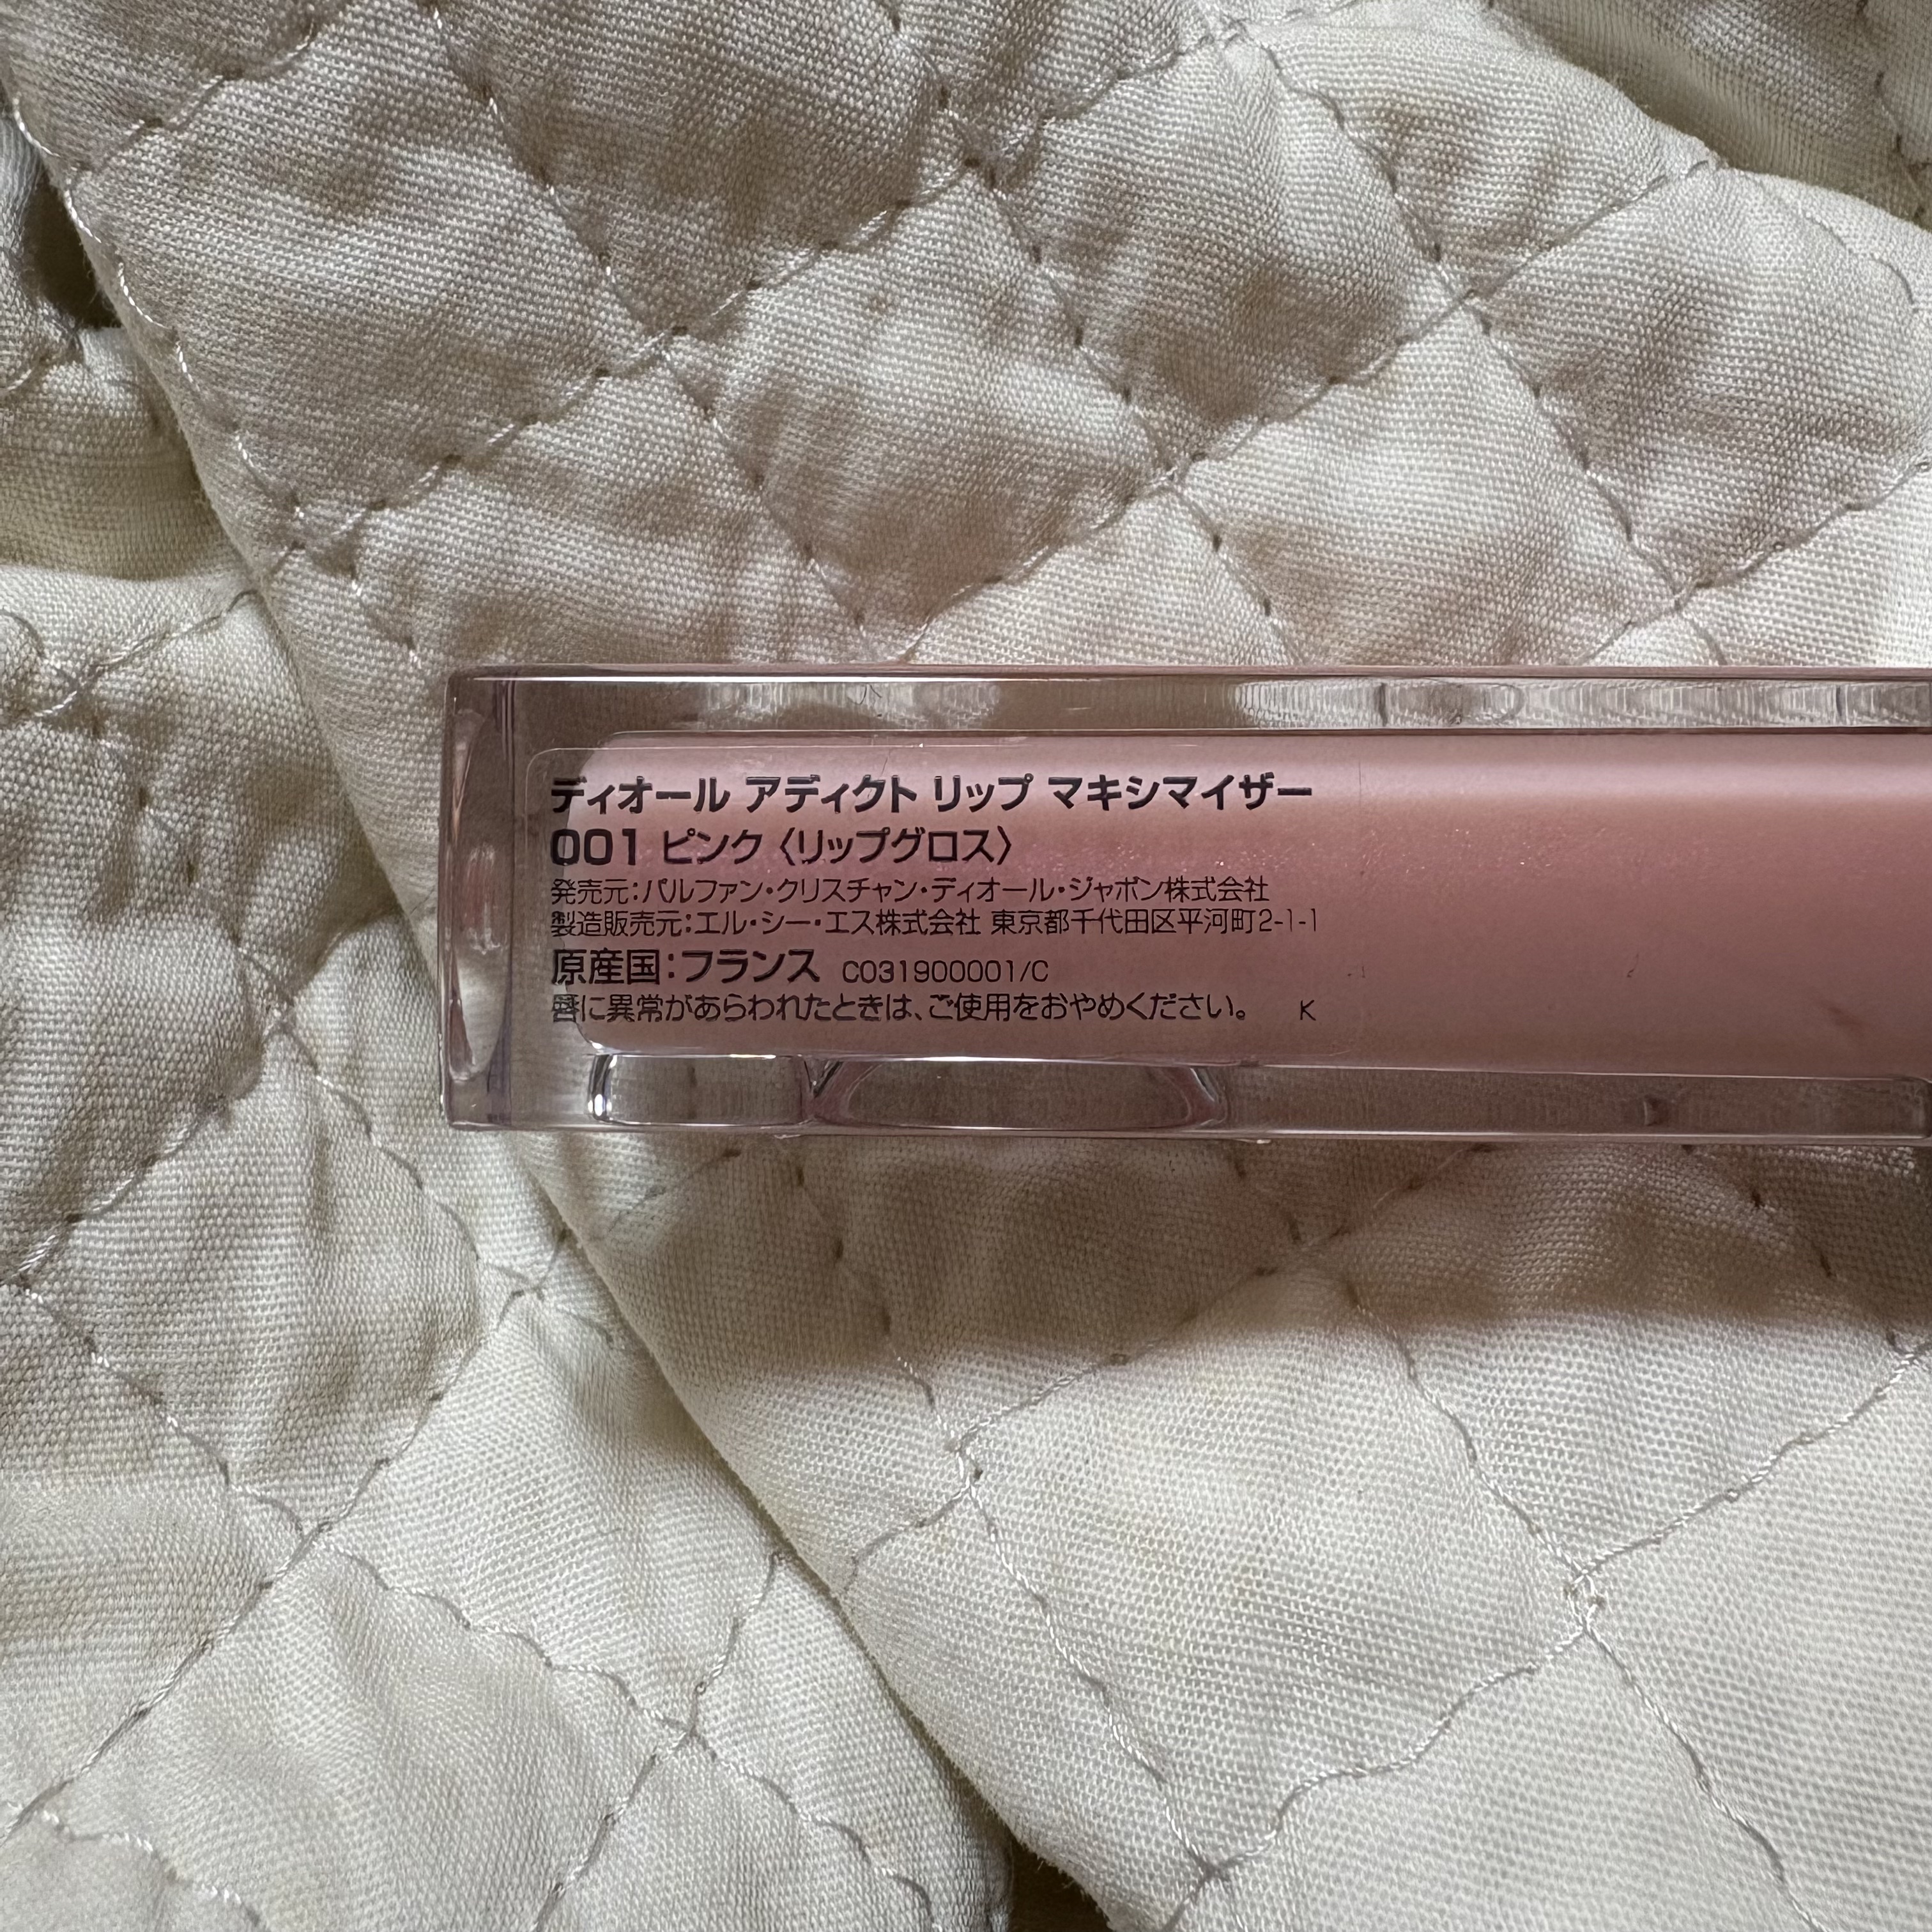 ディオール アディクト リップ マキシマイザー
001 ピンク〈リップグロス〉
発売元:パルファン・クリスチャン・ディオール・ジャポン株式会社
製造販売元:エル・シー・エス株式会社 東京都千代田区平河町2-1-1
原産国:フランス C031900001/C
唇に異常があらわれたときは、ご使用をおやめください。 K